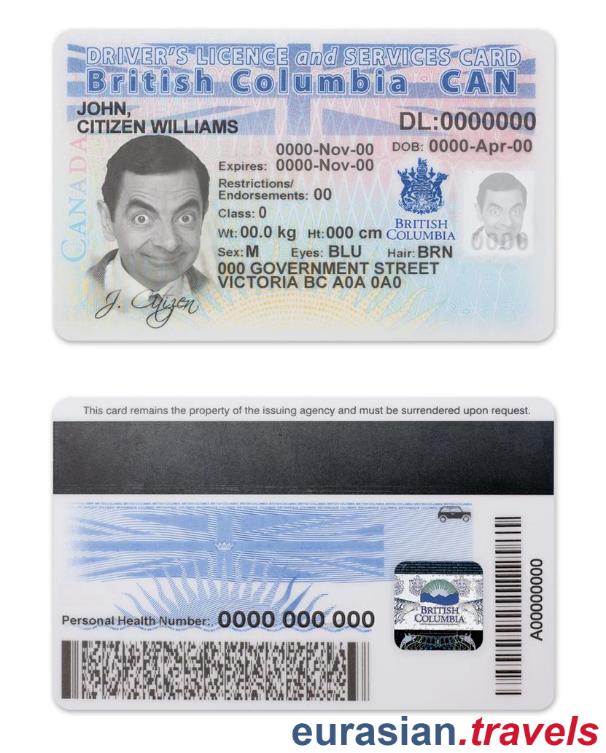 DRIVER'S LICENCE and SERVICES CARD
British Columbia CAN
JOHN,
CITIZEN WILLIAMS
DL:0000000
0000-Nov-00
DOB: 0000-Apr-00
Expires: 0000-Nov-00
Restrictions/
Endorsements: 00
Class: 0
Wt: 00.0 kg Ht: 000 cm
Sex: M Eyes: BLU Hair: BRN
000 GOVERNMENT STREET
VICTORIA BC A0A 0A0
CANADA
J. Citizen
BRITISH
COLUMBIA
0000
This card remains the property of the issuing agency and must be surrendered upon request.
Personal Health Number: 0000 000 000
BRITISH
COLUMBIA
A00000000
eurasian.travels